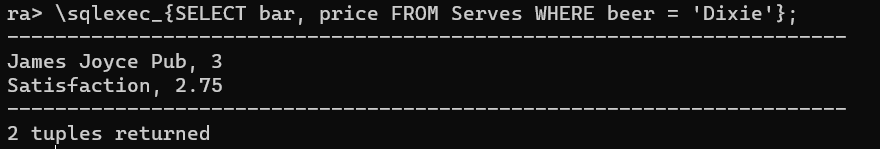 ra> \sqlexec_{SELECT bar, price FROM Serves WHERE beer = 'Dixie'};
----------------------------------------------------------------------
James Joyce Pub, 3
Satisfaction, 2.75
----------------------------------------------------------------------
2 tuples returned